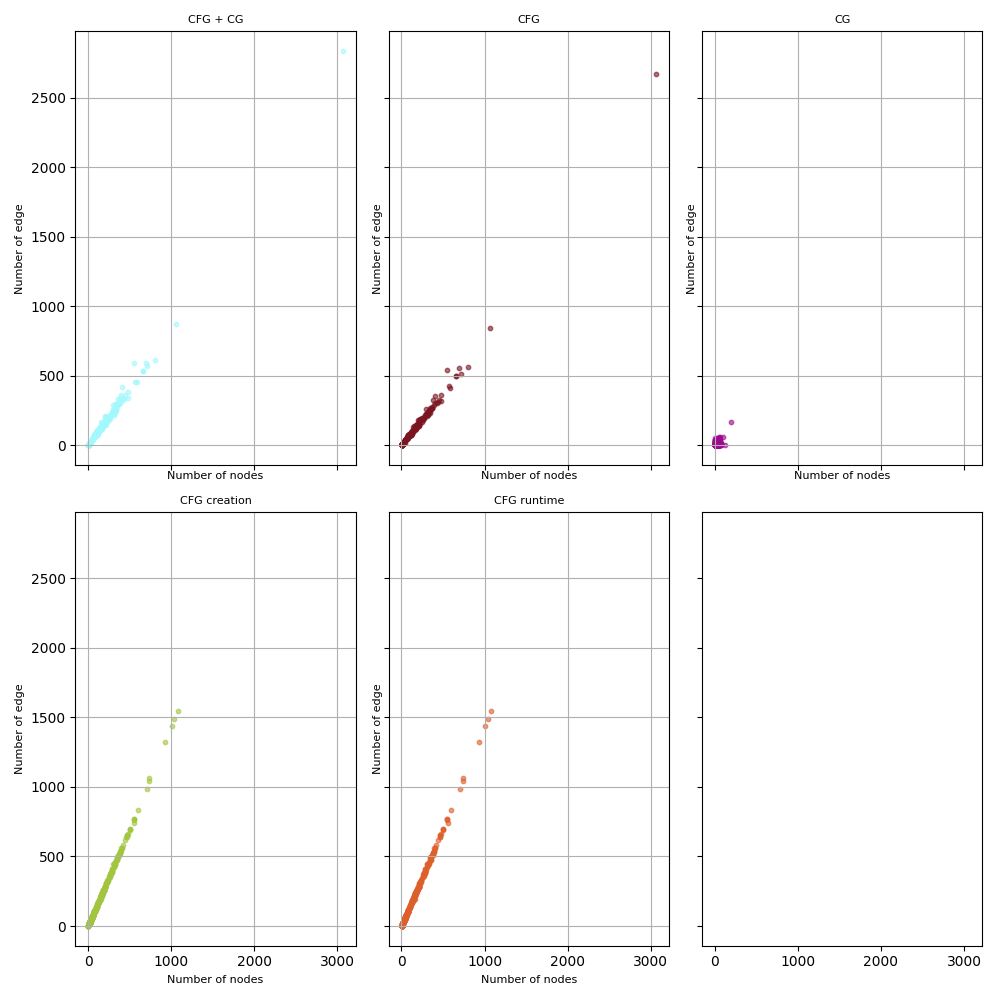 CFG + CG
CFG
CG
2500
2000
1500
1000
500
0
Number of edge
Number of edge
Number of edge
Number of nodes
Number of nodes
Number of nodes
CFG creation
CFG runtime
2500
2000
1500
1000
500
0
Number of edge
Number of edge
0 1000 2000 3000
0 1000 2000 3000
0 1000 2000 3000
Number of nodes
Number of nodes